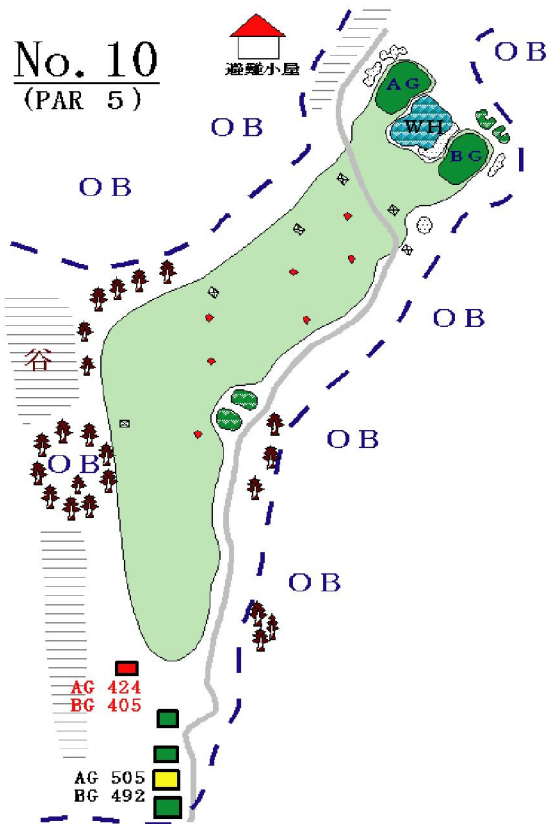 No. 10
(PAR 5)
避難小屋
OB
OB
OB
AG
WH
BG
OB
谷
OB
OB
OB
AG 424
BG 405
AG 505
BG 492